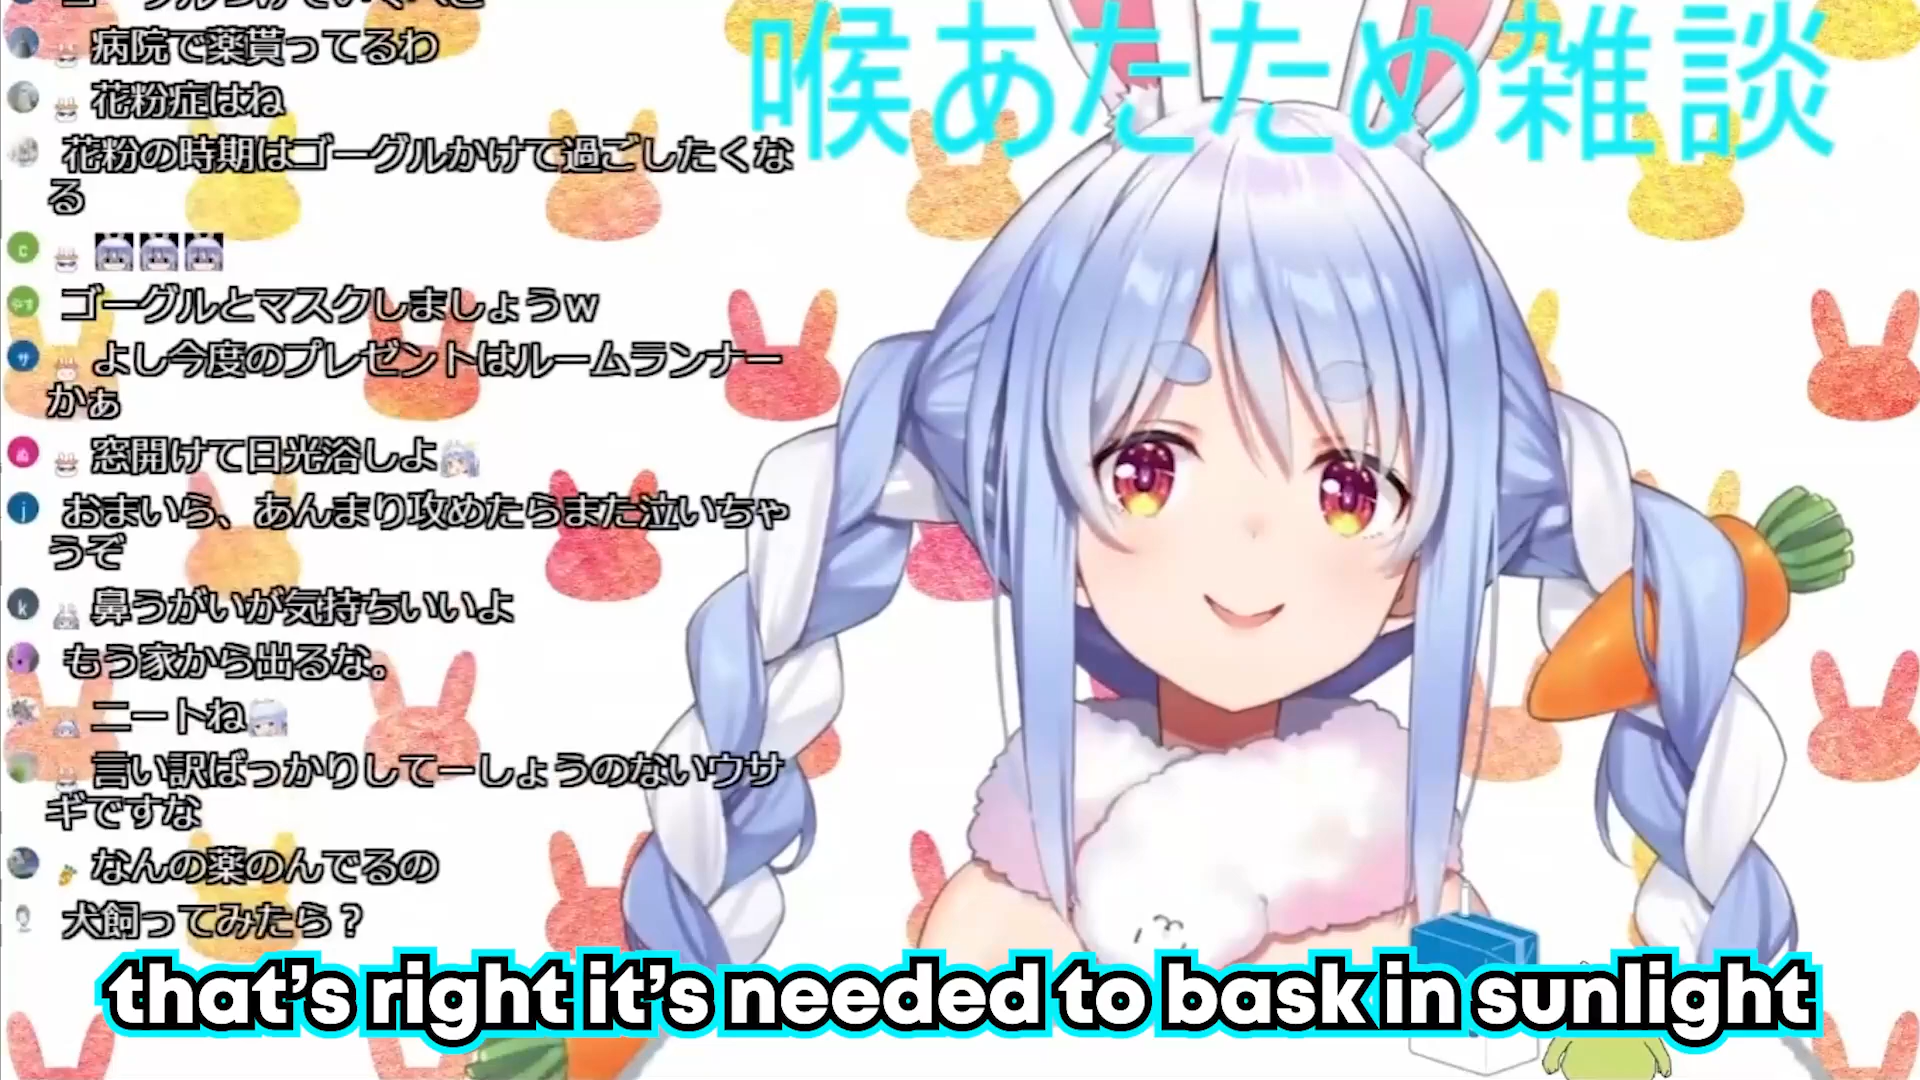 喉あたため雑談
病院で薬貰ってるわ
花粉症はね
花粉の時期はゴーグルかけて過ごしたくな
る
ゴーグルとマスクしましょうw
よし今度のプレゼントはルームランナー
かぁ
窓開けて日光浴しよ
おまいら、あんまり攻めたらまた泣いちゃ
うぞ
鼻うがいが気持ちいいよ
もう家から出るな。
ニートね
言い訳ばっかりしてーしょうのないウサ
ギですな
なんの薬のんでるの
犬飼ってみたら？
that's right it's needed to bask in sunlight